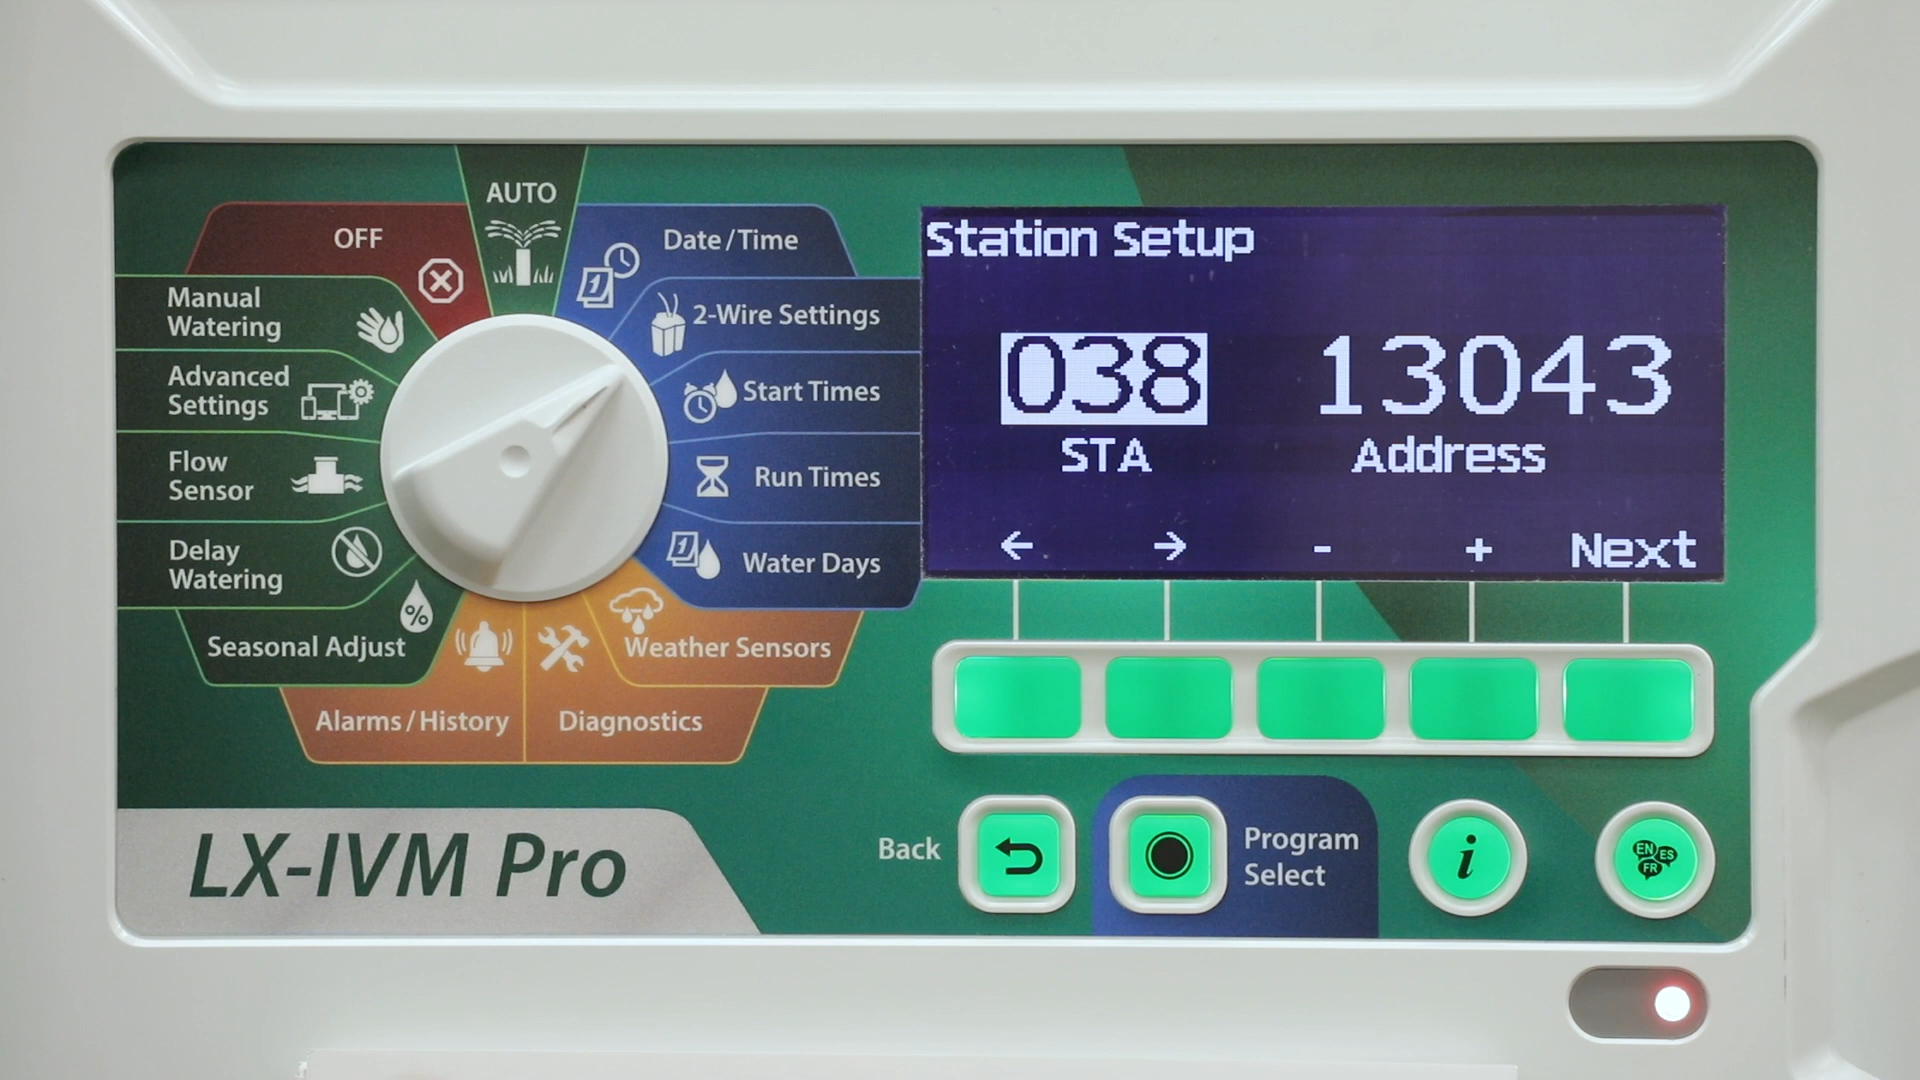 AUTO
OFF
Date/Time
Manual
Watering
2-Wire Settings
Advanced
Settings
Start Times
Flow
Sensor
Run Times
Delay
Watering
Water Days
Seasonal Adjust
%
Weather Sensors
Alarms/History
Diagnostics
1
1
Station Setup
038 13043
STA Address
← → - + Next
LX-IVM Pro
Back
Program
Select
i
EN
ES
FR